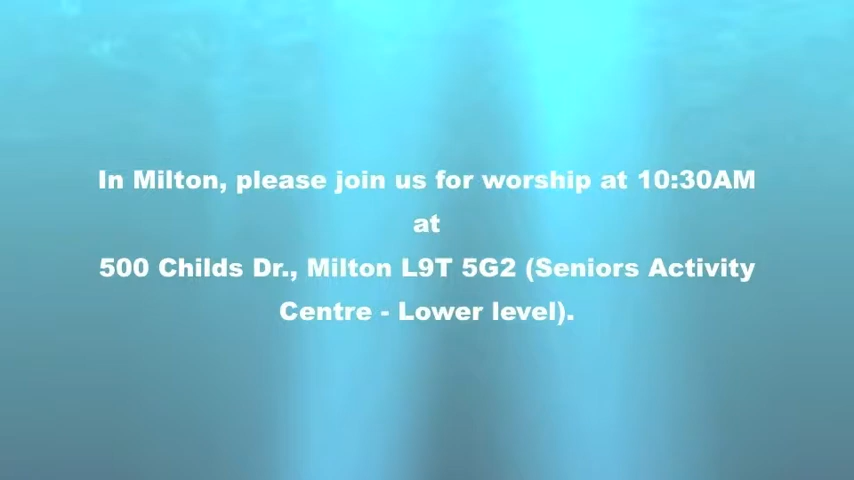 In Milton, please join us for worship at 10:30AM
at
500 Childs Dr., Milton L9T 5G2 (Seniors Activity
Centre - Lower level).